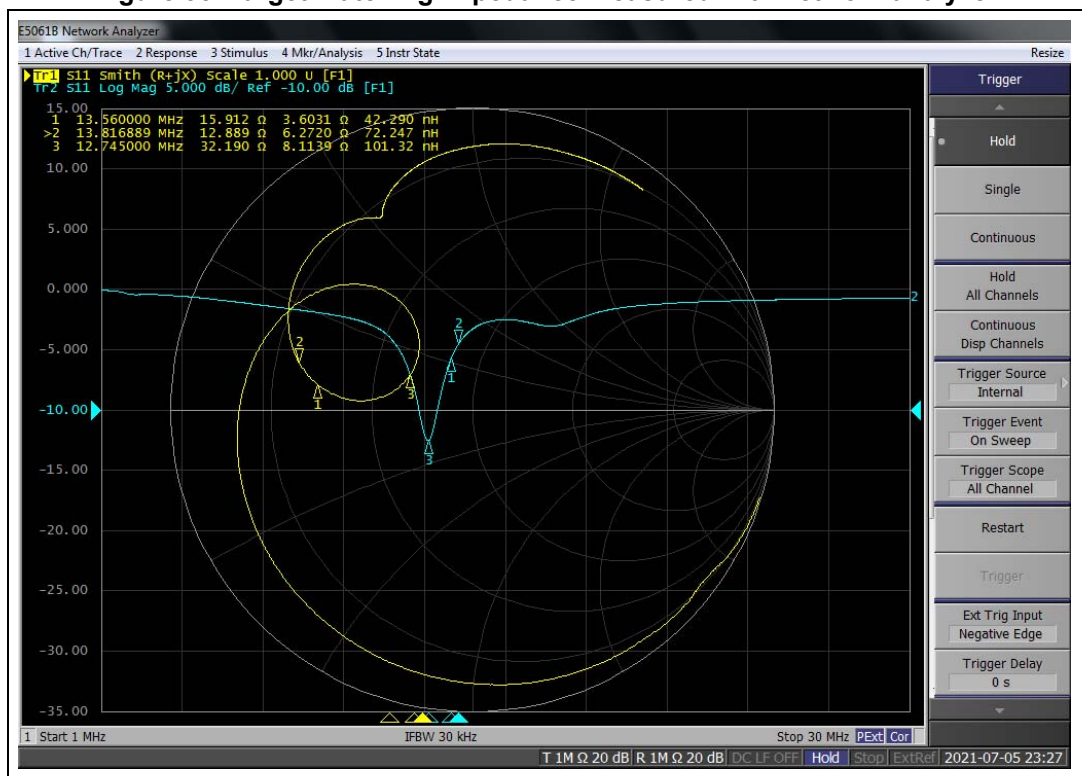 E5061B Network Analyzer
1 Active Ch/Trace 2 Response 3 Stimulus 4 Mkr/Analysis 5 Instr State
Resize
Tr1 S11 Smith (R+jX) Scale 1.000 U [F1]
Tr2 S11 Log Mag 5.000 dB/ Ref -10.00 dB [F1]
1 13.560000 MHz 15.912 Ω 3.6031 Ω 42.290 nH
>2 13.816889 MHz 12.889 Ω 6.2720 Ω 72.247 nH
3 12.745000 MHz 32.190 Ω 8.1139 Ω 101.32 nH
15.00
10.00
5.000
0.000
-5.000
-10.00
-15.00
-20.00
-25.00
-30.00
-35.00
2
1
3
2
1
3
2
Trigger
Hold
Single
Continuous
Hold
All Channels
Continuous
Disp Channels
Trigger Source
Internal
Trigger Event
On Sweep
Trigger Scope
All Channel
Restart
Trigger
Ext Trig Input
Negative Edge
Trigger Delay
0 s
1 Start 1 MHz
IFBW 30 kHz
Stop 30 MHz PExt Cor
T 1M Ω 20 dB R 1M Ω 20 dB DC LF OFF Hold Stop ExtRef 2021-07-05 23:27